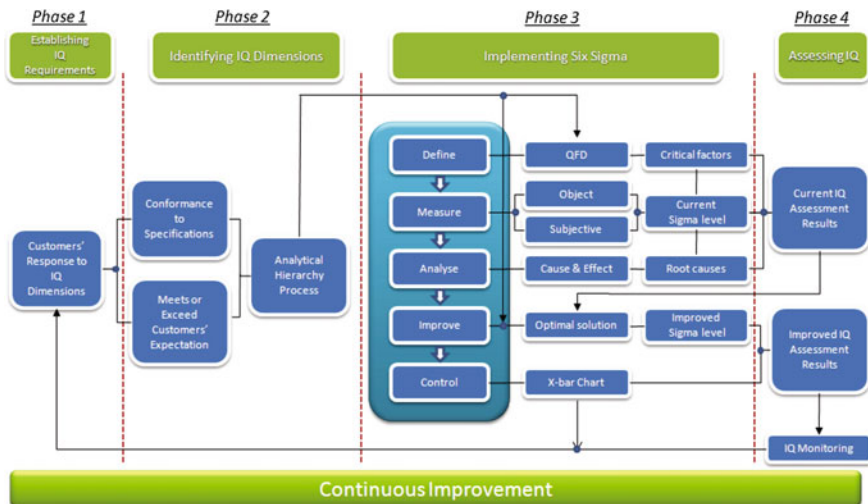 Phase 1
Phase 2
Phase 3
Phase 4
Establishing
IQ
Requirements
Identifying IQ Dimensions
Implementing Six Sigma
Assessing IQ
Customers'
Response to
IQ
Dimensions
Conformance
to
Specifications
Meets or
Exceed
Customers'
Expectation
Analytical
Hierarchy
Process
Define
QFD
Critical factors
Measure
Object
Subjective
Current
Sigma level
Analyse
Cause & Effect
Root causes
Improve
Optimal solution
Improved
Sigma level
Control
X-bar Chart
Current IQ
Assessment
Results
Improved IQ
Assessment
Results
IQ Monitoring
Continuous Improvement